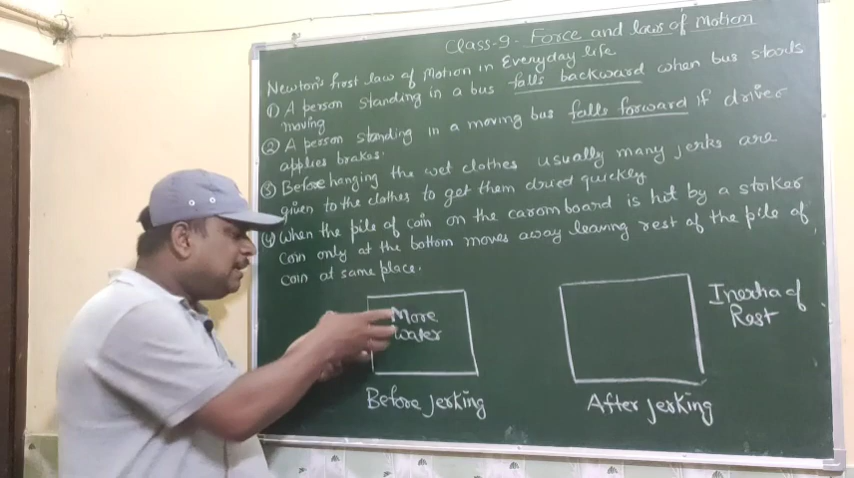 Class-9- Force and laws of Motion
Newton's first law of Motion in Everyday life
① A person standing in a bus falls backward when bus starts
moving
② A person standing in a moving bus falls forward if driver
applies brakes.
③ Before hanging the wet clothes usually many jerks are
given to the clothes to get them dried quickly
④ When the pile of coin on the caromboard is hit by a striker
coin only at the bottom moves away leaving rest of the pile of
coin at same place.
More
water
Before jerking
After jerking
Inertia of
Rest